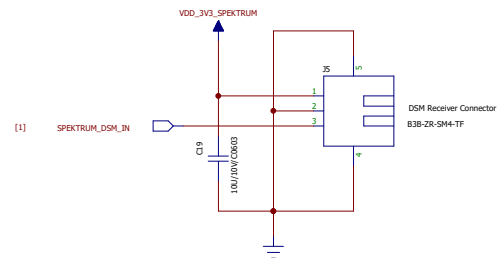 VDD_3V3_SPEKTRUM
J5
5
1
2
3
DSM Receiver Connector
B3B-ZR-SM4-TF
[1] SPEKTRUM_DSM_IN
4
C19
10U/10V/C0603